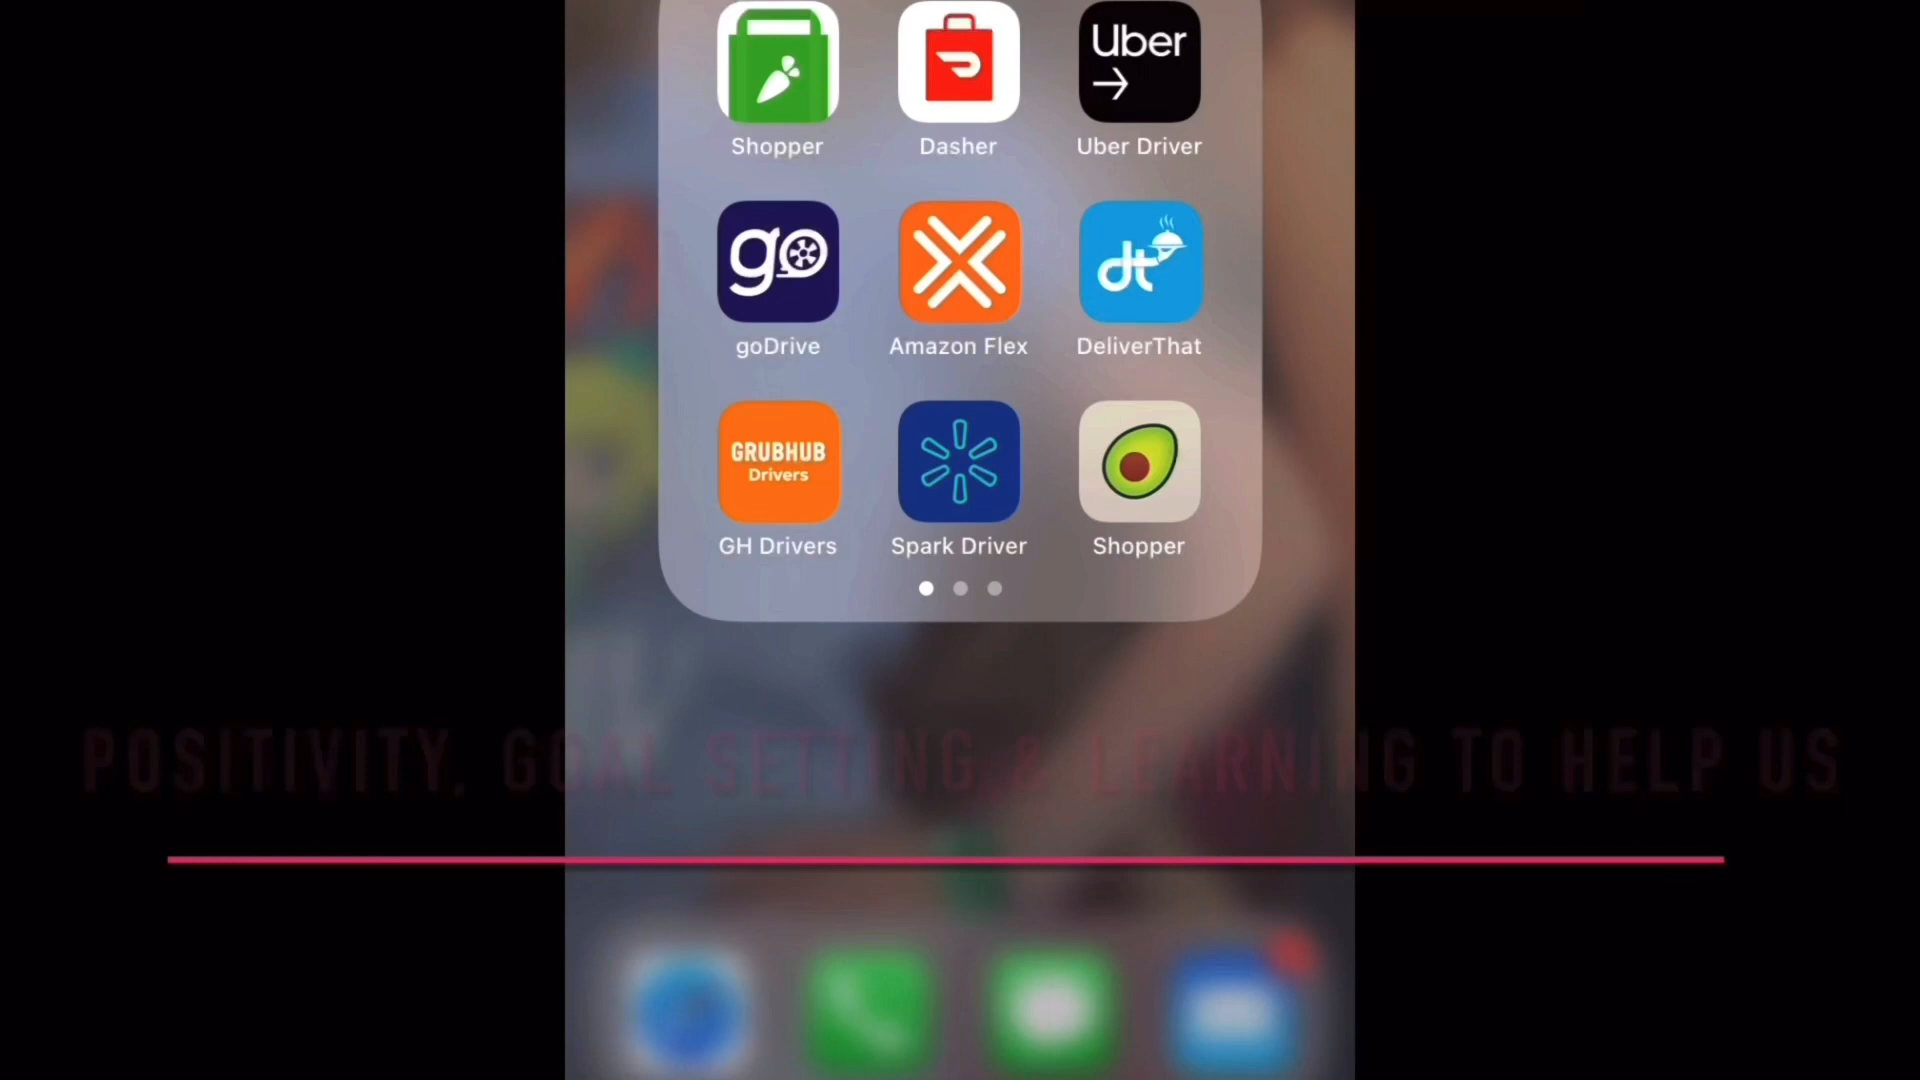 Uber
Shopper
Dasher
Uber Driver
go
dt
goDrive
Amazon Flex
DeliverThat
GRUBHUB
Drivers
GH Drivers
Spark Driver
Shopper
POSITIVITY, GOAL SETTING & LEARNING TO HELP US